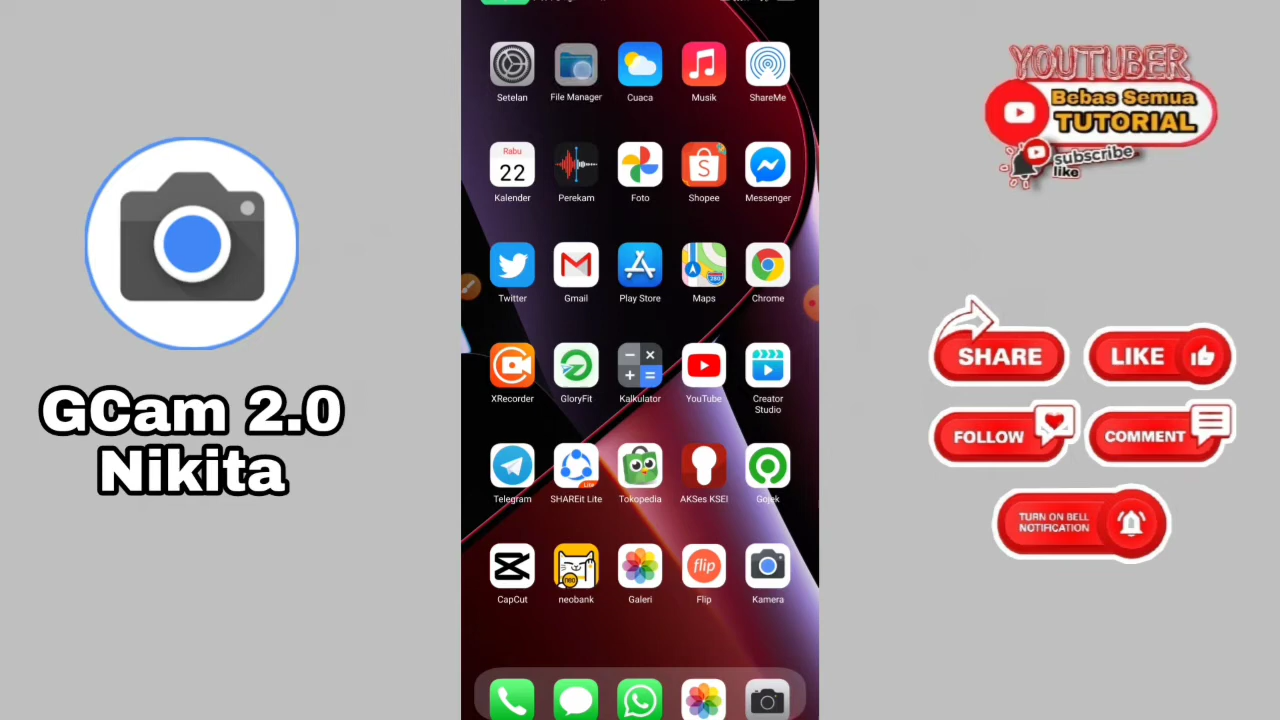 GCam 2.0
Nikita
Setelan
File Manager
Cuaca
Musik
ShareMe
Rabu
22
Kalender
Perekam
Foto
Shopee
Messenger
Twitter
Gmail
Play Store
Maps
Chrome
XRecorder
GloryFit
Kalkulator
YouTube
Creator
Studio
Lite
Telegram
SHAREit Lite
Tokopedia
AKSes KSEI
Gojek
neo
flip
CapCut
neobank
Galeri
Flip
Kamera
YOUTUBER
Bebas Semua
TUTORIAL
subscribe
like
SHARE
LIKE
FOLLOW
COMMENT
TURN ON BELL
NOTIFICATION